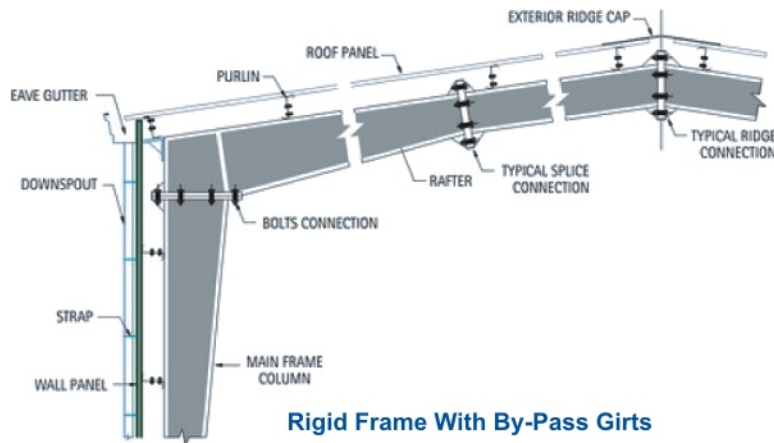 EXTERIOR RIDGE CAP
ROOF PANEL
PURLIN
EAVE GUTTER
TYPICAL RIDGE
CONNECTION
TYPICAL SPLICE
CONNECTION
DOWNSPOUT
RAFTER
BOLTS CONNECTION
STRAP
MAIN FRAME
COLUMN
WALL PANEL
Rigid Frame With By-Pass Girts